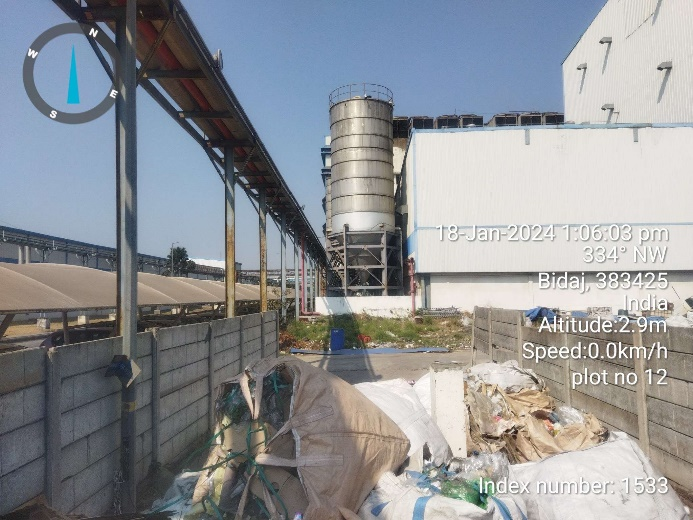 N
W
E
S
18-Jan-2024 1:06:03 pm
334° NW
Bidaj, 383425
India
Altitude:2.9m
Speed:0.0km/h
plot no 12
Index number: 1533